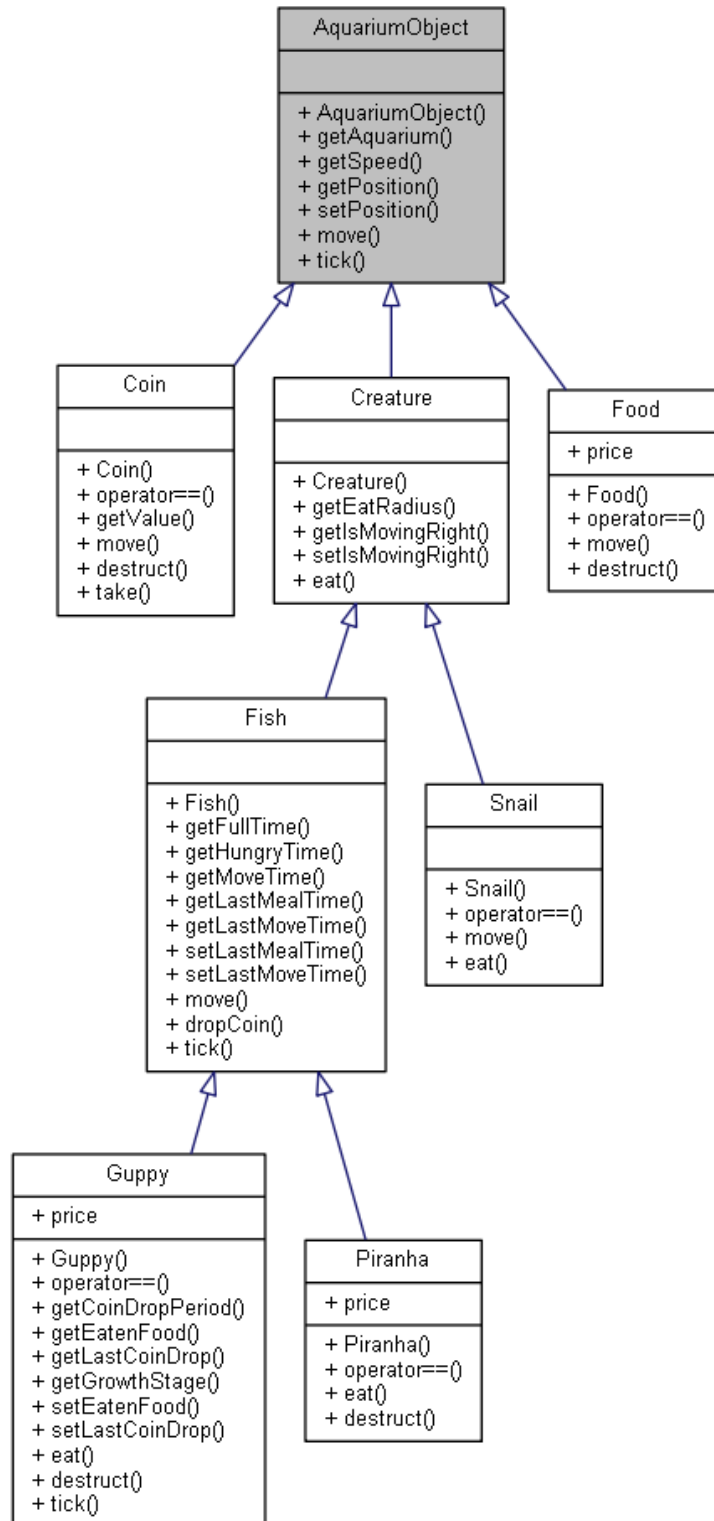 AquariumObject
+ AquariumObject()
+ getAquarium()
+ getSpeed()
+ getPosition()
+ setPosition()
+ move()
+ tick()
Coin
+ Coin()
+ operator==()
+ getValue()
+ move()
+ destruct()
+ take()
Creature
+ Creature()
+ getEatRadius()
+ getIsMovingRight()
+ setIsMovingRight()
+ eat()
Food
+ price
+ Food()
+ operator==()
+ move()
+ destruct()
Fish
+ Fish()
+ getFullTime()
+ getHungryTime()
+ getMoveTime()
+ getLastMealTime()
+ getLastMoveTime()
+ setLastMealTime()
+ setLastMoveTime()
+ move()
+ dropCoin()
+ tick()
Snail
+ Snail()
+ operator==()
+ move()
+ eat()
Guppy
+ price
+ Guppy()
+ operator==()
+ getCoinDropPeriod()
+ getEatenFood()
+ getLastCoinDrop()
+ getGrowthStage()
+ setEatenFood()
+ setLastCoinDrop()
+ eat()
+ destruct()
+ tick()
Piranha
+ price
+ Piranha()
+ operator==()
+ eat()
+ destruct()